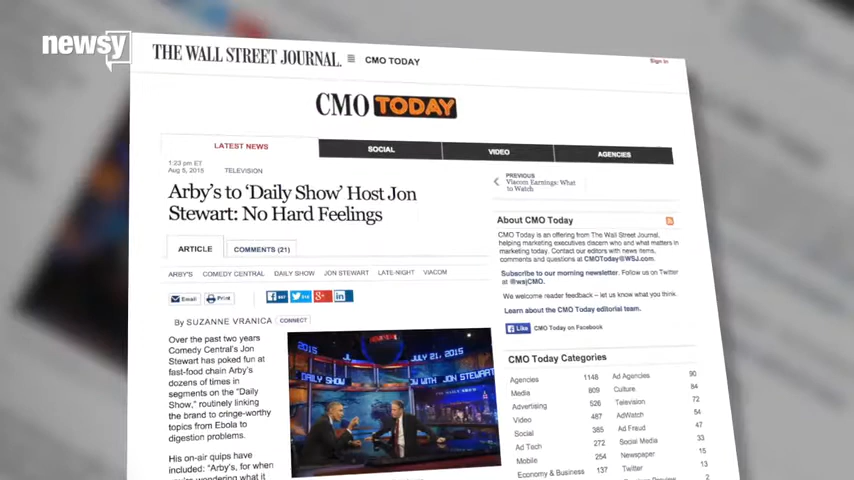 newsy
THE WALL STREET JOURNAL. ≡ CMO TODAY
Sign In
CMO TODAY
LATEST NEWS
SOCIAL
VIDEO
AGENCIES
1:23 pm ET
Aug 5, 2015
TELEVISION
Arby's to 'Daily Show' Host Jon
Stewart: No Hard Feelings
ARTICLE
COMMENTS (21)
ARBY'S COMEDY CENTRAL DAILY SHOW JON STEWART LATE-NIGHT VIACOM
Email
Print
By SUZANNE VRANICA
CONNECT
Over the past two years
Comedy Central's Jon
Stewart has poked fun at
fast-food chain Arby's
dozens of times in
segments on the "Daily
Show," routinely linking
the brand to cringe-worthy
topics from Ebola to
digestion problems.
His on-air quips have
included: "Arby's, for when
you're wondering what it
2015
JULY 21, 2015
DAILY SHOW
OW WITH JON STEWART
PREVIOUS
Viacom Earnings: What
to Watch
About CMO Today
CMO Today is an offering from The Wall Street Journal,
helping marketing executives discern who and what matters in
marketing today. Contact our editors with news items,
comments and questions at CMOToday@WSJ.com.
Subscribe to our morning newsletter. Follow us on Twitter
at @wsjCMO.
We welcome reader feedback – let us know what you think.
Learn about the CMO Today editorial team.
Like
CMO Today on Facebook
CMO Today Categories
Agencies 1148
Media 809
Advertising 526
Video 487
Social 385
Ad Tech 272
Mobile 254
Economy & Business 137
Ad Agencies 90
Culture 84
Television 72
AdWatch 54
Ad Fraud 47
Social Media 33
Newspaper 15
Twitter 13